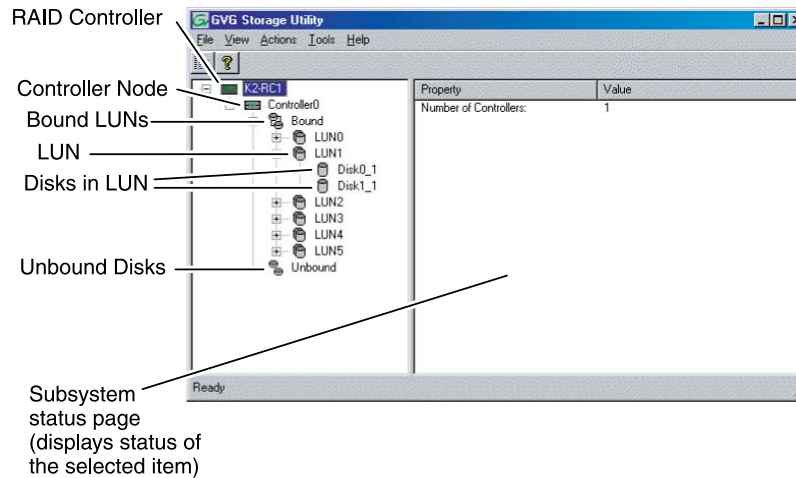 RAID Controller
Controller Node
Bound LUNs
LUN
Disks in LUN
Unbound Disks
Subsystem
status page
(displays status of
the selected item)
GVG Storage Utility
File View Actions Tools Help
K2-RC1
Controller0
Bound
LUN0
LUN1
Disk0_1
Disk1_1
LUN2
LUN3
LUN4
LUN5
Unbound
Property Value
Number of Controllers: 1
Ready